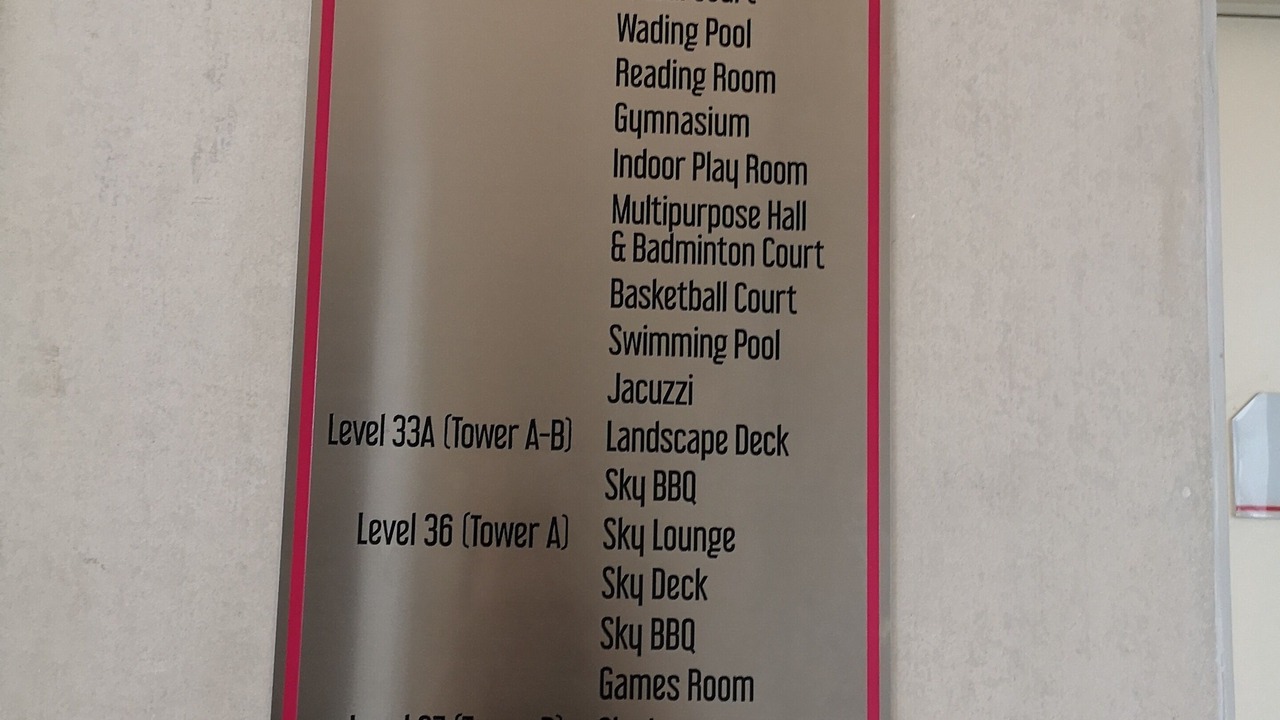 Wading Pool
Reading Room
Gymnasium
Indoor Play Room
Multipurpose Hall
& Badminton Court
Basketball Court
Swimming Pool
Jacuzzi
Level 33A (Tower A-B) Landscape Deck
Sky BBQ
Level 36 (Tower A) Sky Lounge
Sky Deck
Sky BBQ
Games Room